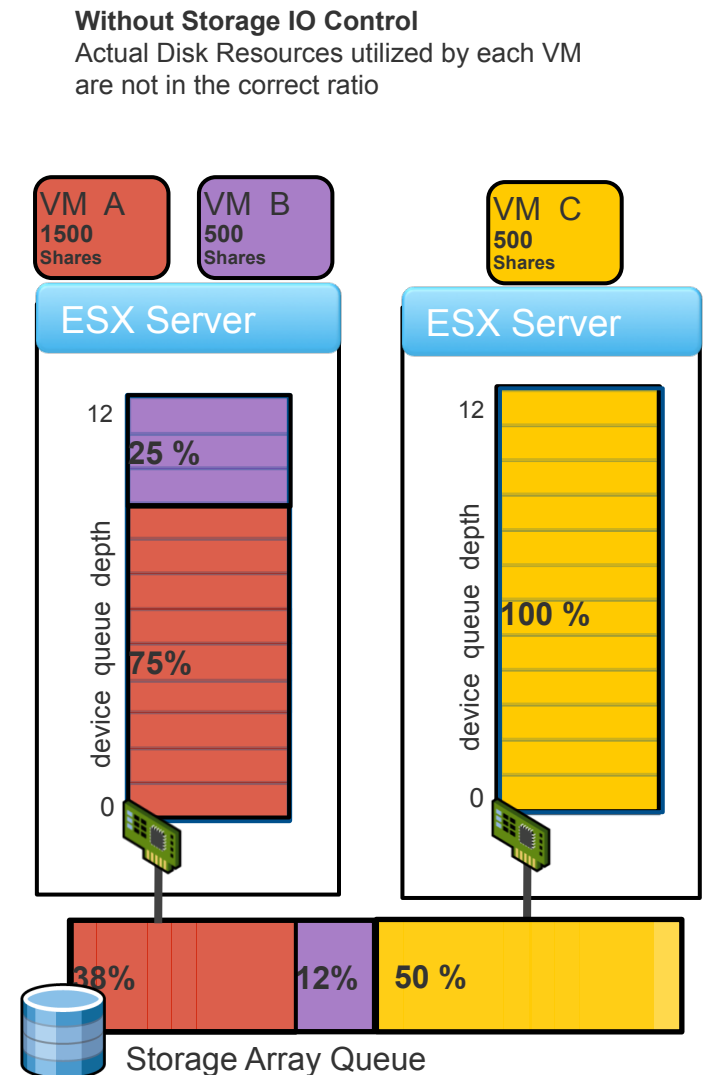 Without Storage IO Control
Actual Disk Resources utilized by each VM
are not in the correct ratio
VM A
1500
Shares
VM B
500
Shares
VM C
500
Shares
ESX Server
ESX Server
12
25 %
device queue depth
75%
0
12
device queue depth
100 %
0
38%
12%
50 %
Storage Array Queue